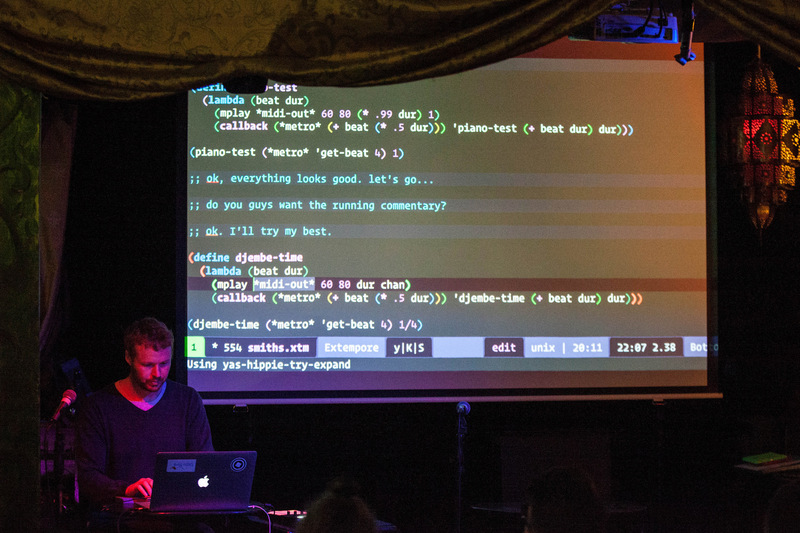 -test
(lambda (beat dur)
(mplay *midi-out* 60 80 (* .99 dur) 1)
(callback (*metro* (+ beat (* .5 dur))) 'piano-test (+ beat dur) dur)))
(piano-test (*metro* 'get-beat 4) 1)
;; ok, everything looks good. let's go...
;; do you guys want the running commentary?
;; ok. I'll try my best.
(define djembe-time
(lambda (beat dur)
(mplay *midi-out* 60 80 dur chan)
(callback (*metro* (+ beat (* .5 dur))) 'djembe-time (+ beat dur) dur)))
(djembe-time (*metro* 'get-beat 4) 1/4)
1 * 554 smiths.xtm Extempore y|K|S edit unix | 20:11 22:07 2.38
Using yas-hippie-try-expand